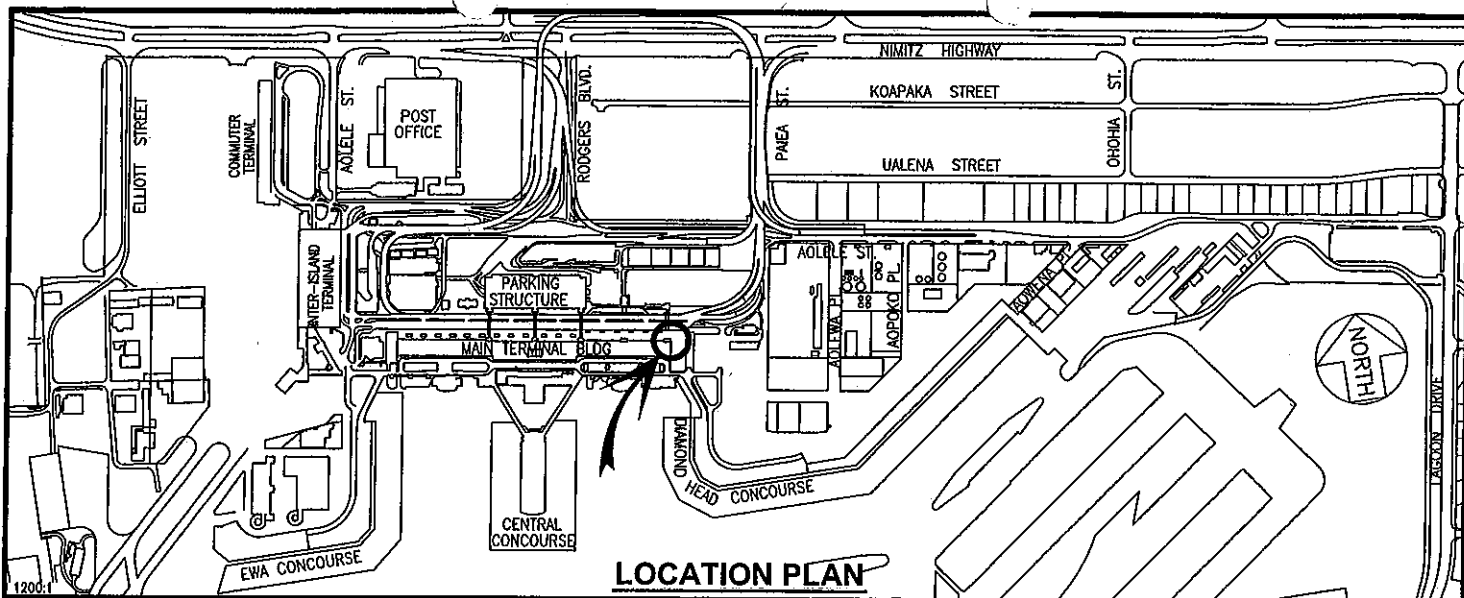 NIMITZ HIGHWAY
KOAPAKA STREET
UALENA STREET
ELLIOTT STREET
COMMUTER
TERMINAL
AOLELE ST.
POST
OFFICE
RODGERS BLVD.
PAIEA ST.
OHOHIA ST.
INTER-ISLAND
TERMINAL
PARKING
STRUCTURE
MAIN TERMINAL BLDG
AOLELE ST.
AOLEWA PL
AOPOKO PL.
AOWENA PL
NORTH
LAGOON DRIVE
DIAMOND
HEAD CONCOURSE
CENTRAL
CONCOURSE
EWA CONCOURSE
1200:1
LOCATION PLAN